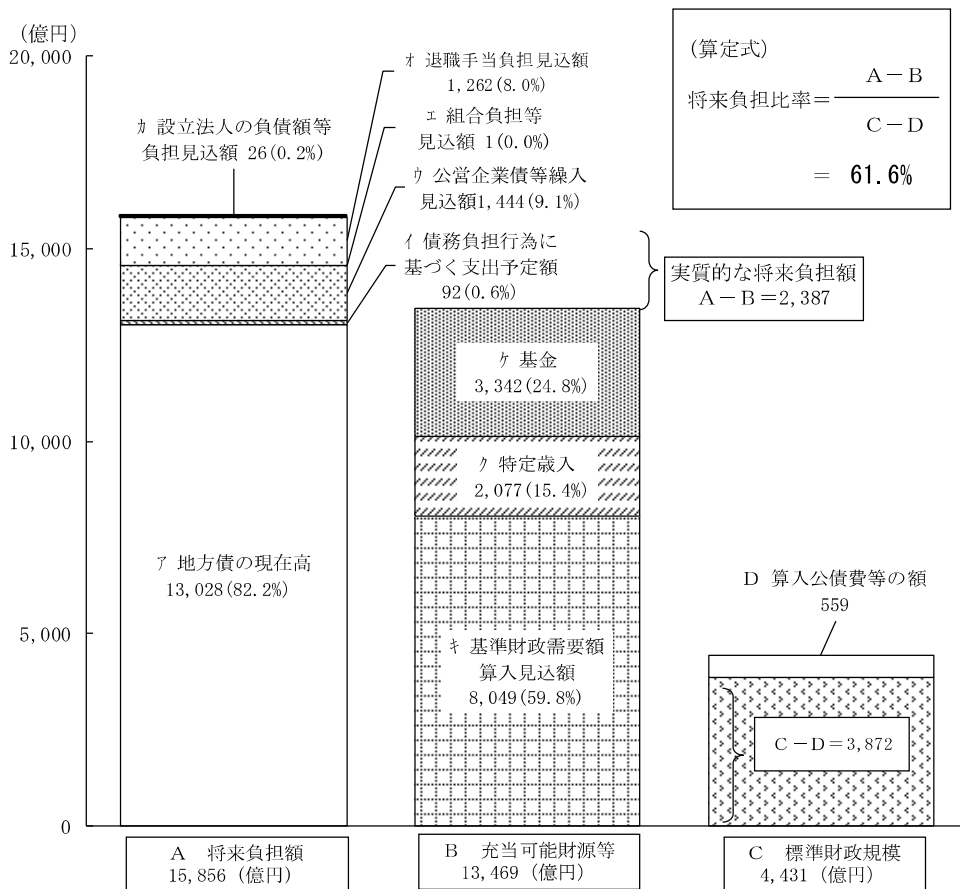 (億円)
20,000
15,000
10,000
5,000
0
ｶ 設立法人の負債額等
負担見込額 26(0.2%)
ｵ 退職手当負担見込額
1,262(8.0%)
ｴ 組合負担等
見込額 1(0.0%)
ｳ 公営企業債等繰入
見込額1,444(9.1%)
ｲ 債務負担行為に
基づく支出予定額
92(0.6%)
ｱ 地方債の現在高
13,028(82.2%)
A 将来負担額
15,856 (億円)
ｹ 基金
3,342(24.8%)
ｸ 特定歳入
2,077(15.4%)
ｷ 基準財政需要額
算入見込額
8,049(59.8%)
B 充当可能財源等
13,469 (億円)
実質的な将来負担額
A－B＝2,387
(算定式)
将来負担比率＝
A－B
C－D
＝ 61.6%
D 算入公債費等の額
559
C－D＝3,872
C 標準財政規模
4,431 (億円)